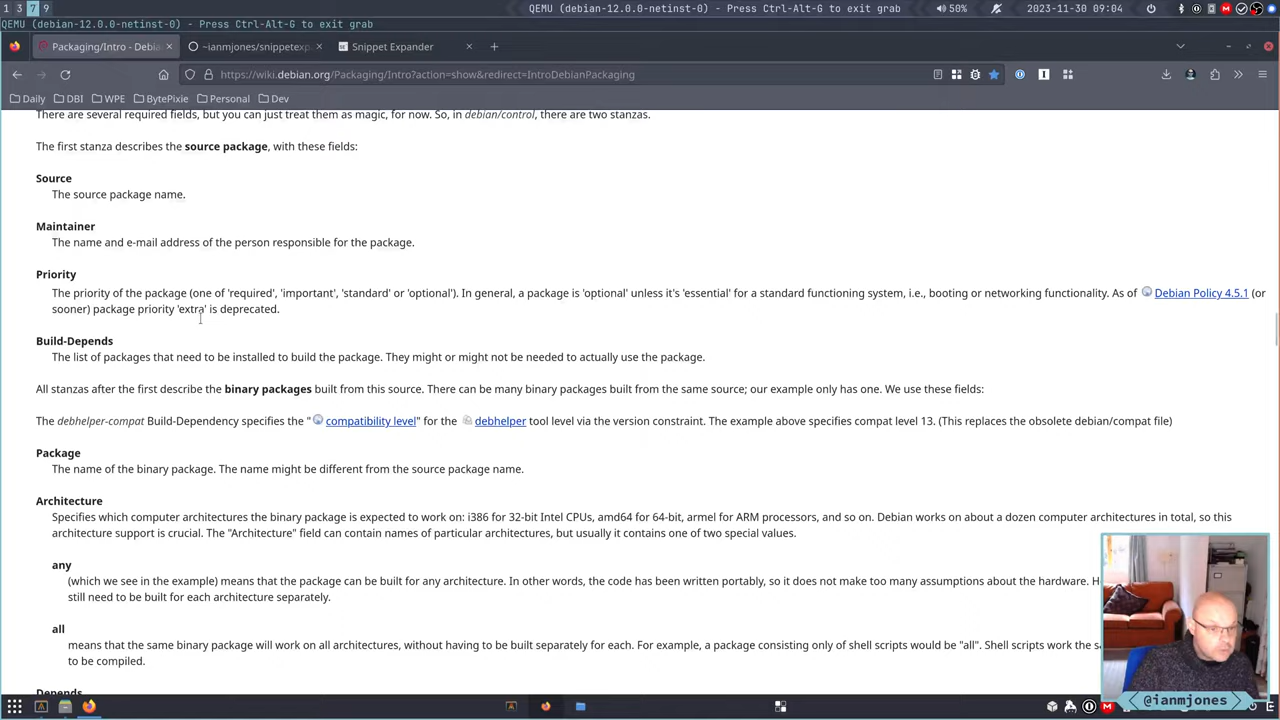 1 3 7 9
QEMU (debian-12.0.0-netinst-0) - Press Ctrl-Alt-G to exit grab
50%
2023-11-30 09:04
QEMU (debian-12.0.0-netinst-0) - Press Ctrl-Alt-G to exit grab
Packaging/Intro - Debia
~ianmjones/snippetexp
Snippet Expander
https://wiki.debian.org/Packaging/Intro?action=show&redirect=IntroDebianPackaging
Daily DBI WPE BytePixie Personal Dev
There are several required fields, but you can just treat them as magic, for now. So, in debian/control, there are two stanzas.
The first stanza describes the source package, with these fields:
Source
The source package name.
Maintainer
The name and e-mail address of the person responsible for the package.
Priority
The priority of the package (one of 'required', 'important', 'standard' or 'optional'). In general, a package is 'optional' unless it's 'essential' for a standard functioning system, i.e., booting or networking functionality. As of Debian Policy 4.5.1 (or
sooner) package priority 'extra' is deprecated.
Build-Depends
The list of packages that need to be installed to build the package. They might or might not be needed to actually use the package.
All stanzas after the first describe the binary packages built from this source. There can be many binary packages built from the same source; our example only has one. We use these fields:
The debhelper-compat Build-Dependency specifies the "compatibility level" for the debhelper tool level via the version constraint. The example above specifies compat level 13. (This replaces the obsolete debian/compat file)
Package
The name of the binary package. The name might be different from the source package name.
Architecture
Specifies which computer architectures the binary package is expected to work on: i386 for 32-bit Intel CPUs, amd64 for 64-bit, armel for ARM processors, and so on. Debian works on about a dozen computer architectures in total, so this
architecture support is crucial. The "Architecture" field can contain names of particular architectures, but usually it contains one of two special values.
any
(which we see in the example) means that the package can be built for any architecture. In other words, the code has been written portably, so it does not make too many assumptions about the hardware. H
still need to be built for each architecture separately.
all
means that the same binary package will work on all architectures, without having to be built separately for each. For example, a package consisting only of shell scripts would be "all". Shell scripts work the sa
to be compiled.
Depends
@ianmjones